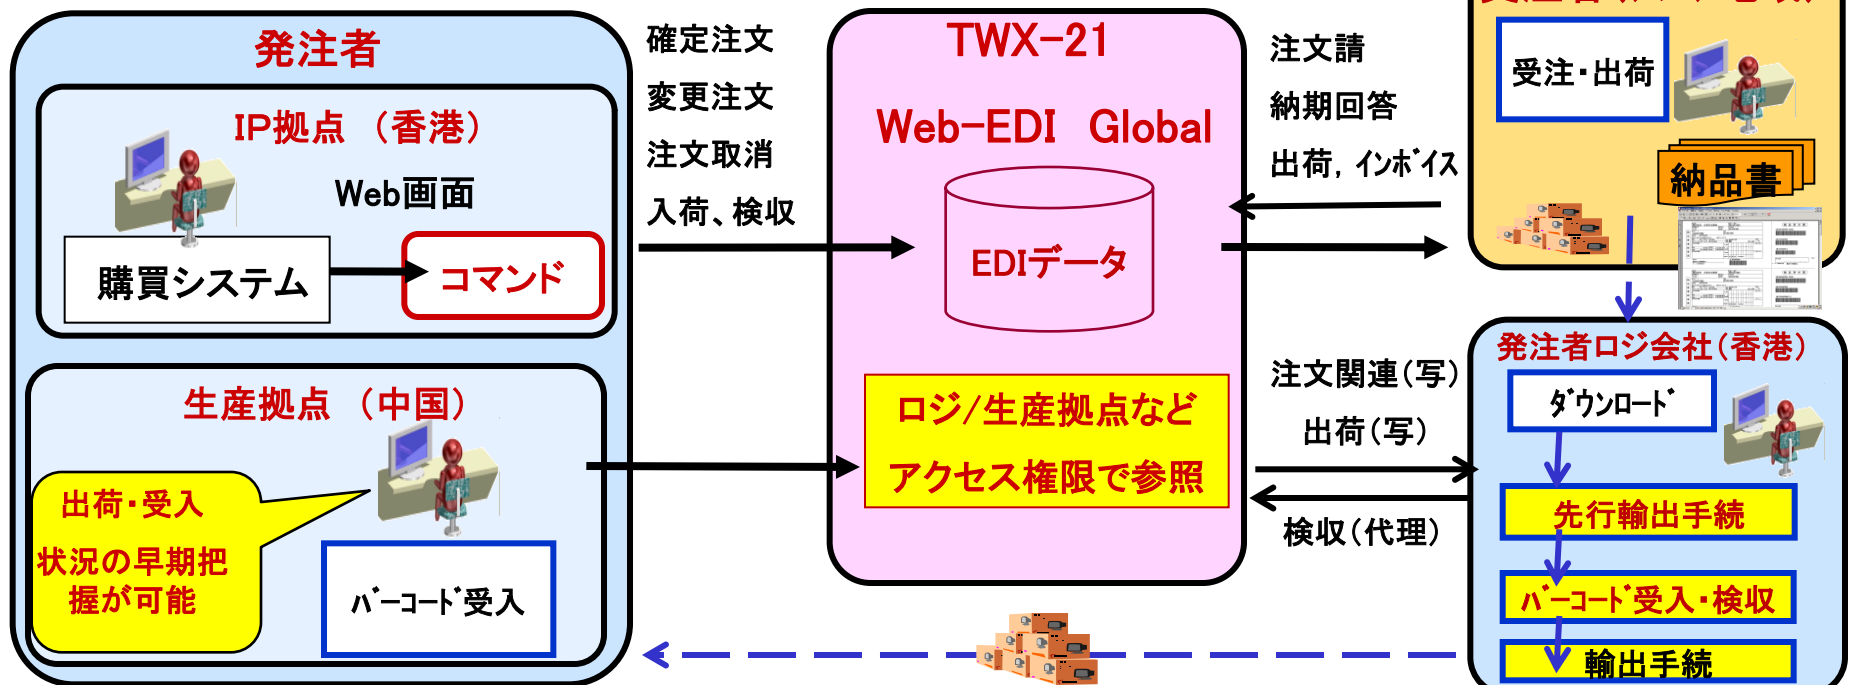 発注者
IP拠点 （香港）
Web画面
購買システム
コマンド
生産拠点 （中国）
出荷・受入
状況の早期把
握が可能
ﾊﾞｰｺｰﾄﾞ受入
確定注文
変更注文
注文取消
入荷、検収
TWX-21
Web-EDI Global
EDIデータ
ロジ/生産拠点など
アクセス権限で参照
注文請
納期回答
出荷, ｲﾝﾎﾞｲｽ
注文関連(写)
出荷(写)
検収(代理)
受注・出荷
納品書
発注者ロジ会社(香港)
ﾀﾞｳﾝﾛｰﾄﾞ
先行輸出手続
ﾊﾞｰｺｰﾄﾞ受入・検収
輸出手続